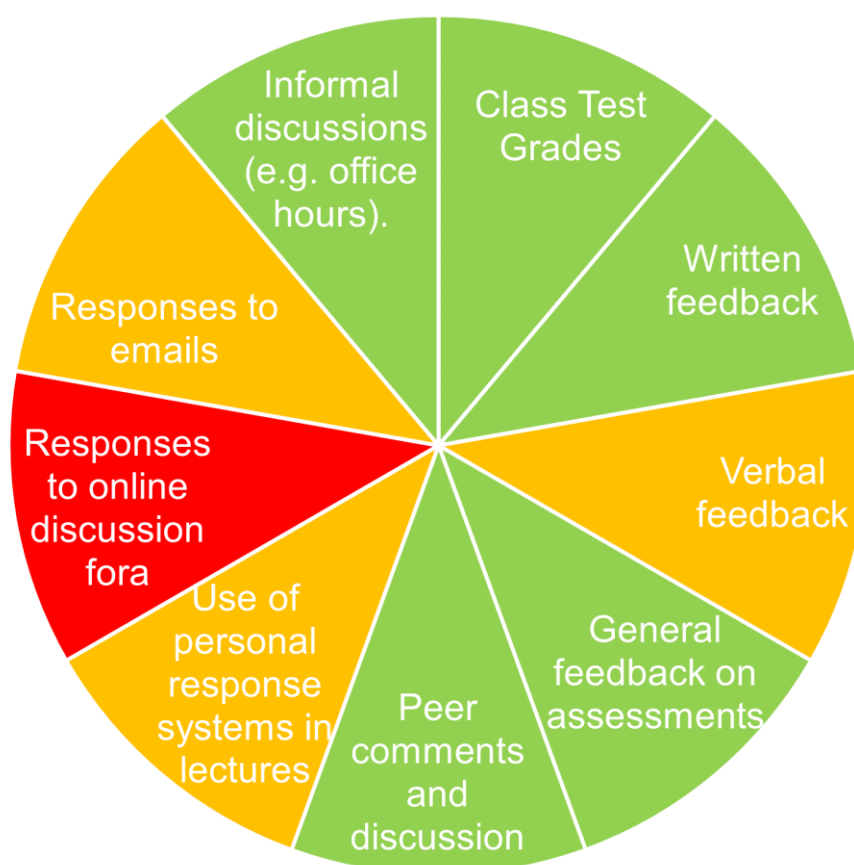 Class Test
Grades
Written
feedback
Verbal
feedback
General
feedback on
assessments
Peer
comments
and
discussion
Use of
personal
response
systems in
lectures
Responses
to online
discussion
fora
Responses to
emails
Informal
discussions
(e.g. office
hours).